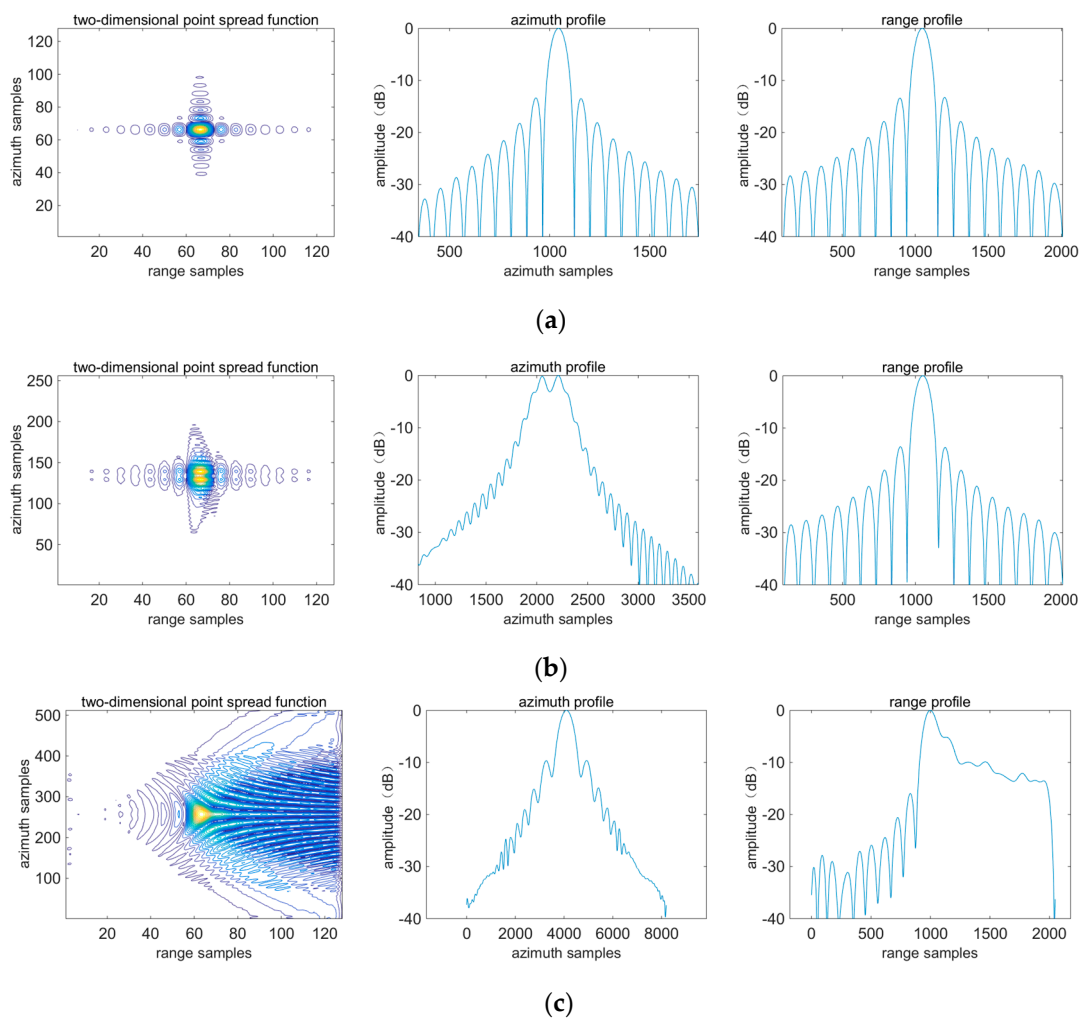 two-dimensional point spread function
azimuth profile
range profile
120
100
80
60
40
20
azimuth samples
20 40 60 80 100 120
range samples
0
-10
-20
-30
-40
amplitude (dB)
500 1000 1500
azimuth samples
0
-10
-20
-30
-40
amplitude (dB)
500 1000 1500 2000
range samples
(a)
two-dimensional point spread function
azimuth profile
range profile
250
200
150
100
50
azimuth samples
20 40 60 80 100 120
range samples
0
-10
-20
-30
-40
amplitude（dB）
1000 1500 2000 2500 3000 3500
azimuth samples
0
-10
-20
-30
-40
amplitude（dB）
500 1000 1500 2000
range samples
(b)
two-dimensional point spread function
azimuth profile
range profile
500
400
300
200
100
azimuth samples
20 40 60 80 100 120
range samples
0
-10
-20
-30
-40
amplitude（dB）
0 2000 4000 6000 8000
azimuth samples
0
-10
-20
-30
-40
amplitude（dB）
0 500 1000 1500 2000
range samples
(c)